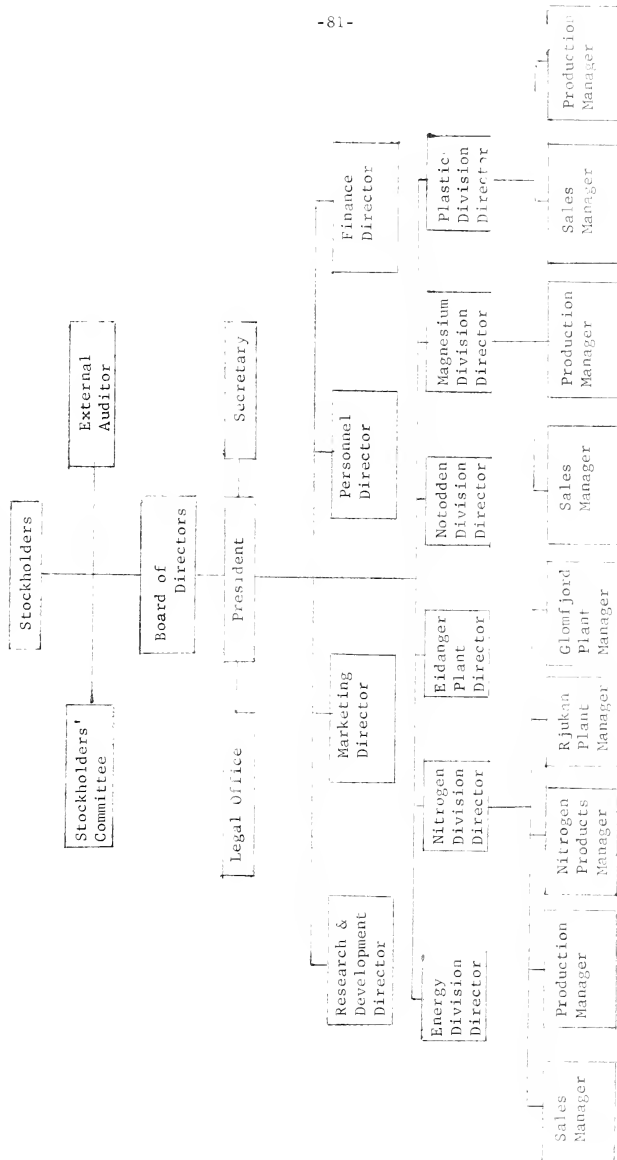 -81-
Stockholders
Stockholders'
Committee
External
Auditor
Board of
Directors
Legal Office
President
Secretary
Research &
Development
Director
Marketing
Director
Personnel
Director
Finance
Director
Energy
Division
Director
Nitrogen
Division
Director
Eidanger
Plant
Director
Notodden
Division
Director
Magnesium
Division
Director
Plastic
Division
Director
Sales
Manager
Production
Manager
Nitrogen
Products
Manager
Rjukan
Plant
Manager
Glomfjord
Plant
Manager
Sales
Manager
Production
Manager
Sales
Manager
Production
Manager